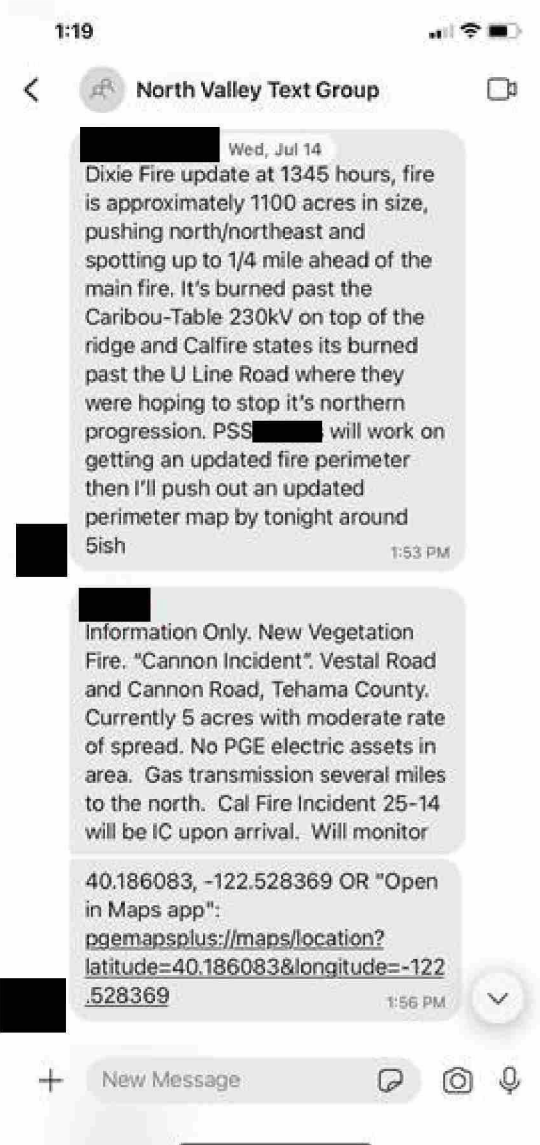 1:19
North Valley Text Group
Wed, Jul 14
Dixie Fire update at 1345 hours, fire
is approximately 1100 acres in size,
pushing north/northeast and
spotting up to 1/4 mile ahead of the
main fire. It's burned past the
Caribou-Table 230kV on top of the
ridge and Calfire states its burned
past the U Line Road where they
were hoping to stop it's northern
progression. PSS will work on
getting an updated fire perimeter
then I'll push out an updated
perimeter map by tonight around
5ish
1:53 PM
Information Only. New Vegetation
Fire. “Cannon Incident”. Vestal Road
and Cannon Road, Tehama County.
Currently 5 acres with moderate rate
of spread. No PGE electric assets in
area.  Gas transmission several miles
to the north.  Cal Fire Incident 25-14
will be IC upon arrival.  Will monitor
40.186083, -122.528369 OR "Open
in Maps app":
pgemapsplus://maps/location?
latitude=40.186083&longitude=-122
.528369
1:56 PM
New Message